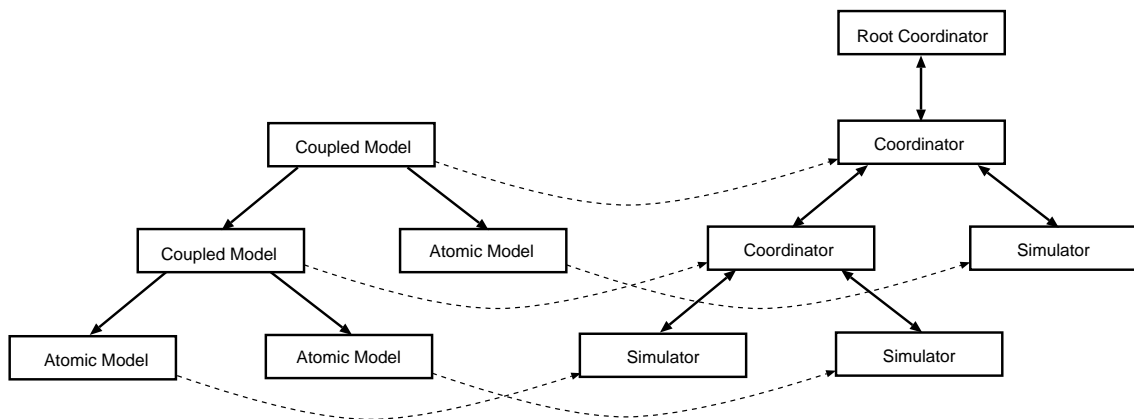 Root Coordinator
Coupled Model
Coordinator
Coupled Model
Atomic Model
Coordinator
Simulator
Atomic Model
Atomic Model
Simulator
Simulator